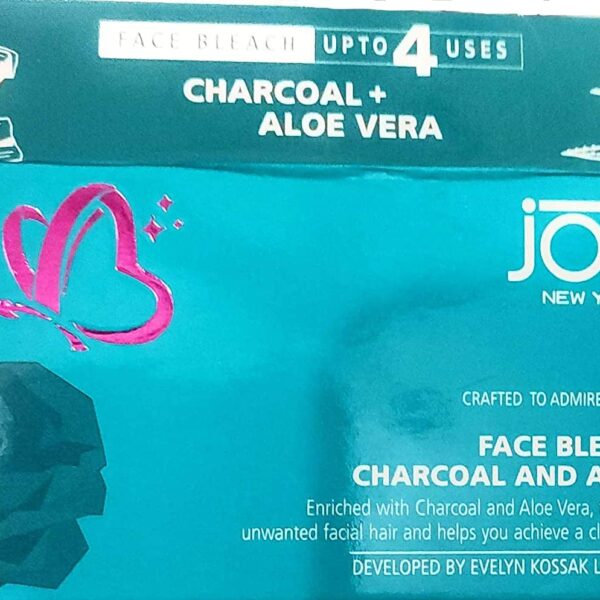 FACE BLEACH UPTO 4 USES
CHARCOAL +
ALOE VERA
jo
NEW Y
CRAFTED TO ADMIRE
FACE BLE
CHARCOAL AND A
Enriched with Charcoal and Aloe Vera,
unwanted facial hair and helps you achieve a cl
DEVELOPED BY EVELYN KOSSAK L